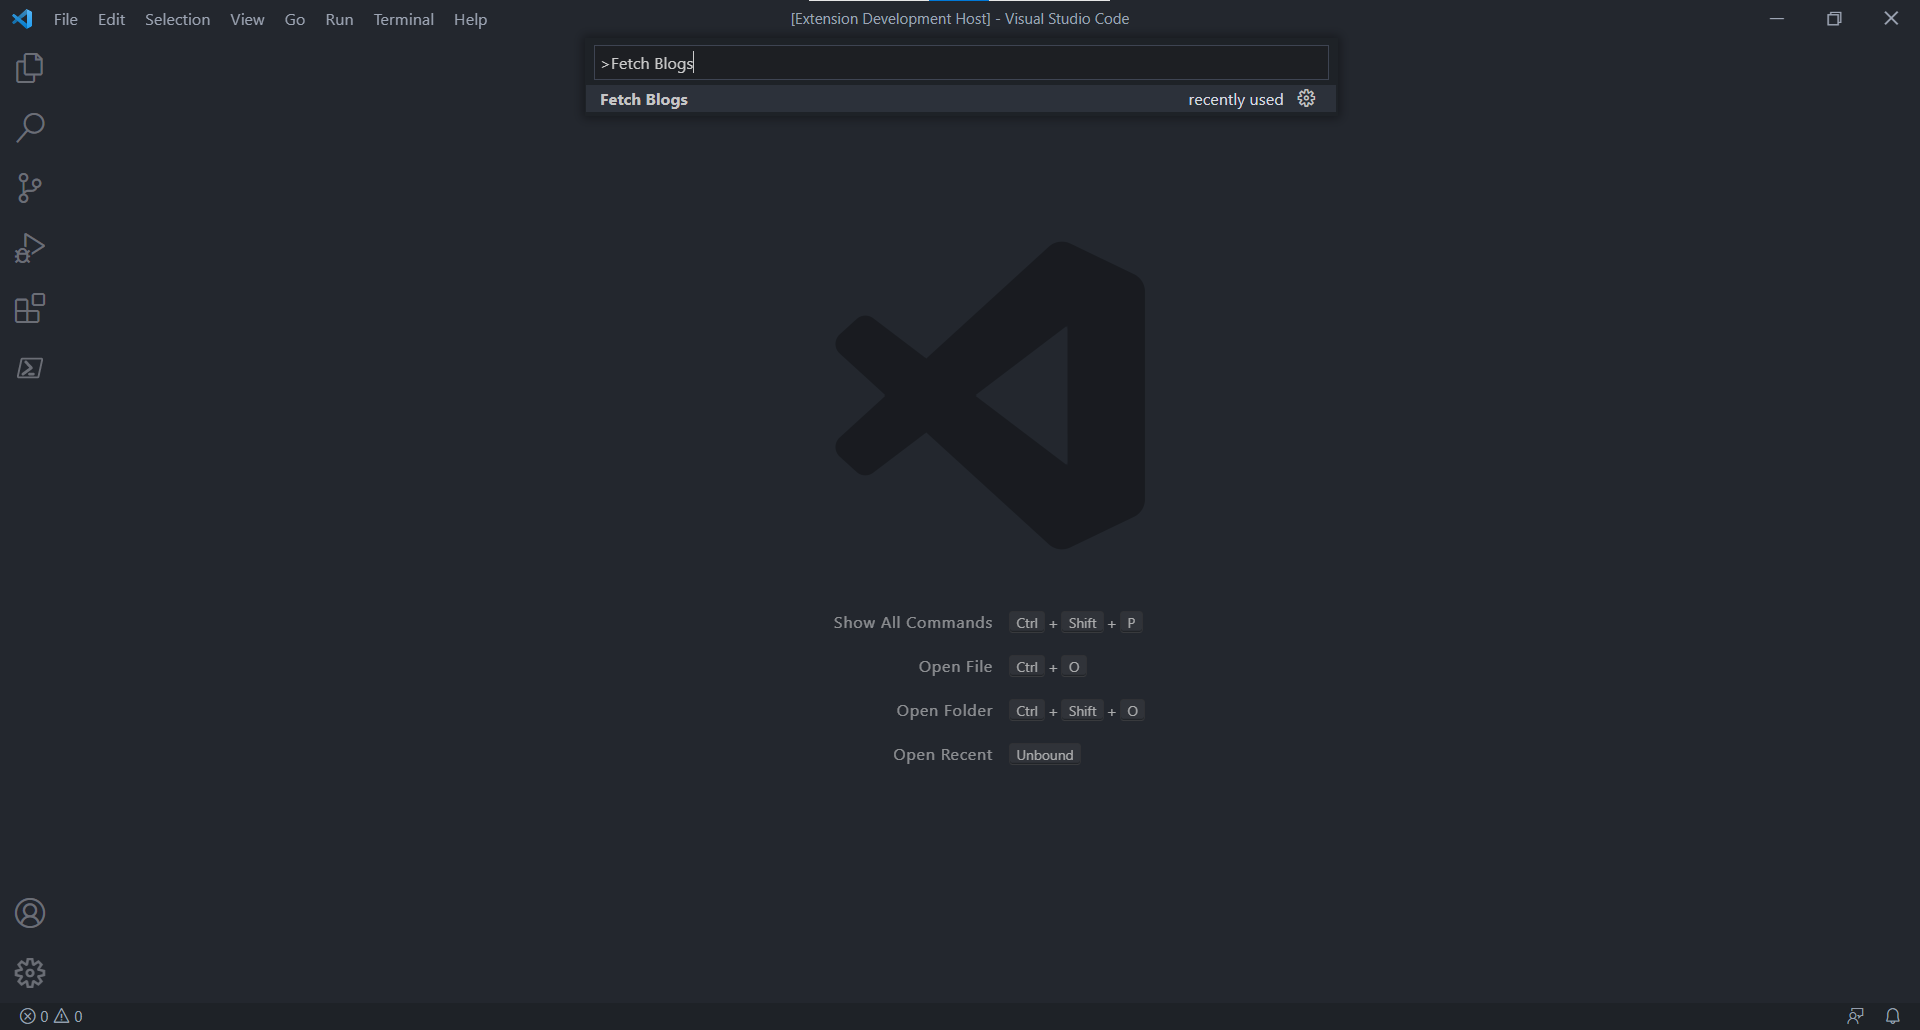 File Edit Selection View Go Run Terminal Help
[Extension Development Host] - Visual Studio Code
>Fetch Blogs
Fetch Blogs recently used
Show All Commands Ctrl + Shift + P
Open File Ctrl + O
Open Folder Ctrl + Shift + O
Open Recent Unbound
0 0